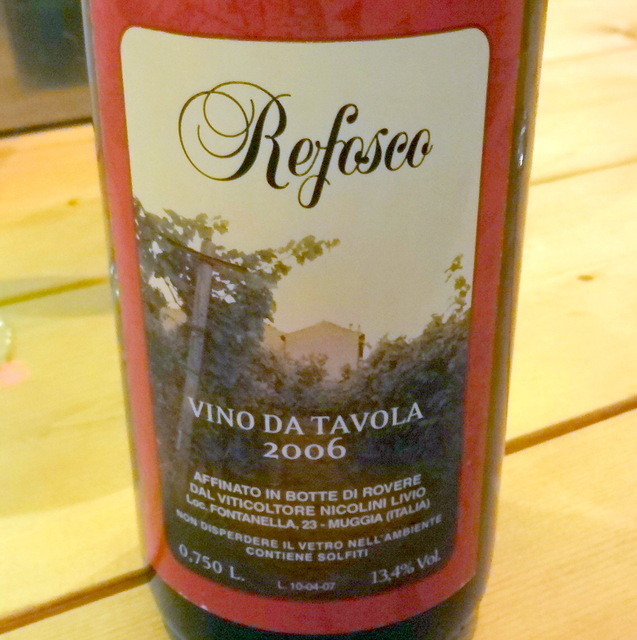 Refosco
VINO DA TAVOLA
2006
AFFINATO IN BOTTE DI ROVERE
DAL VITICOLTORE NICOLINI LIVIO
Loc. FONTANELLA, 23 - MUGGIA (ITALIA)
NON DISPERDERE IL VETRO NELL'AMBIENTE
CONTIENE SOLFITI
0,750 L.
L. 10-04-07
13,4% Vol.